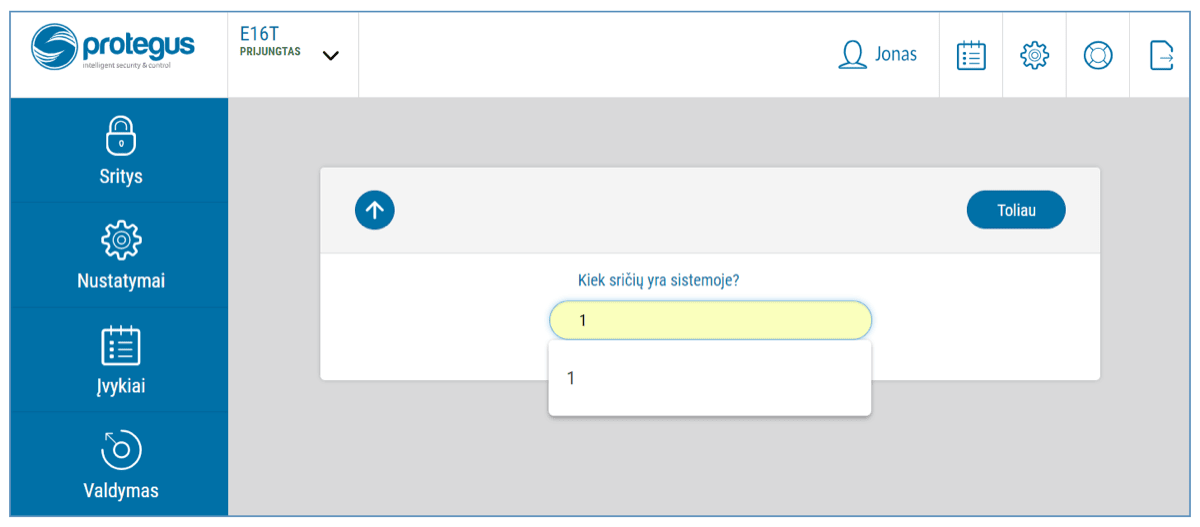 protegus
intelligent security & control
E16T
PRIJUNGTAS
Jonas
Sritys
Nustatymai
Įvykiai
Valdymas
Toliau
Kiek sričių yra sistemoje?
1
1